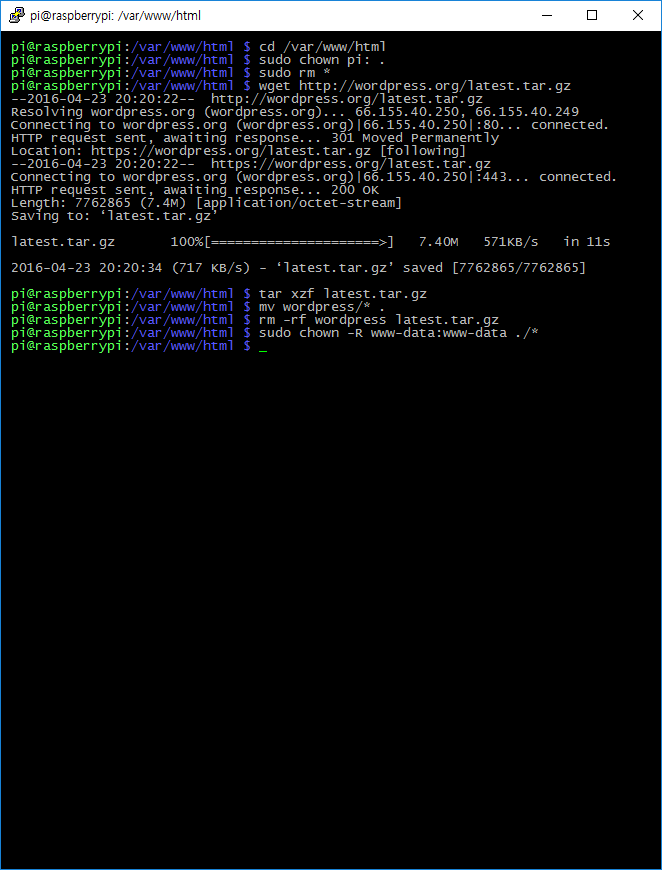 pi@raspberrypi: /var/www/html
pi@raspberrypi:/var/www/html $ cd /var/www/html
pi@raspberrypi:/var/www/html $ sudo chown pi: .
pi@raspberrypi:/var/www/html $ sudo rm *
pi@raspberrypi:/var/www/html $ wget http://wordpress.org/latest.tar.gz
--2016-04-23 20:20:22--  http://wordpress.org/latest.tar.gz
Resolving wordpress.org (wordpress.org)... 66.155.40.250, 66.155.40.249
Connecting to wordpress.org (wordpress.org)|66.155.40.250|:80... connected.
HTTP request sent, awaiting response... 301 Moved Permanently
Location: https://wordpress.org/latest.tar.gz [following]
--2016-04-23 20:20:22--  https://wordpress.org/latest.tar.gz
Connecting to wordpress.org (wordpress.org)|66.155.40.250|:443... connected.
HTTP request sent, awaiting response... 200 OK
Length: 7762865 (7.4M) [application/octet-stream]
Saving to: ‘latest.tar.gz’
latest.tar.gz       100%[=====================>]   7.40M   571KB/s   in 11s
2016-04-23 20:20:34 (717 KB/s) - ‘latest.tar.gz’ saved [7762865/7762865]
pi@raspberrypi:/var/www/html $ tar xzf latest.tar.gz
pi@raspberrypi:/var/www/html $ mv wordpress/* .
pi@raspberrypi:/var/www/html $ rm -rf wordpress latest.tar.gz
pi@raspberrypi:/var/www/html $ sudo chown -R www-data:www-data ./*
pi@raspberrypi:/var/www/html $ _